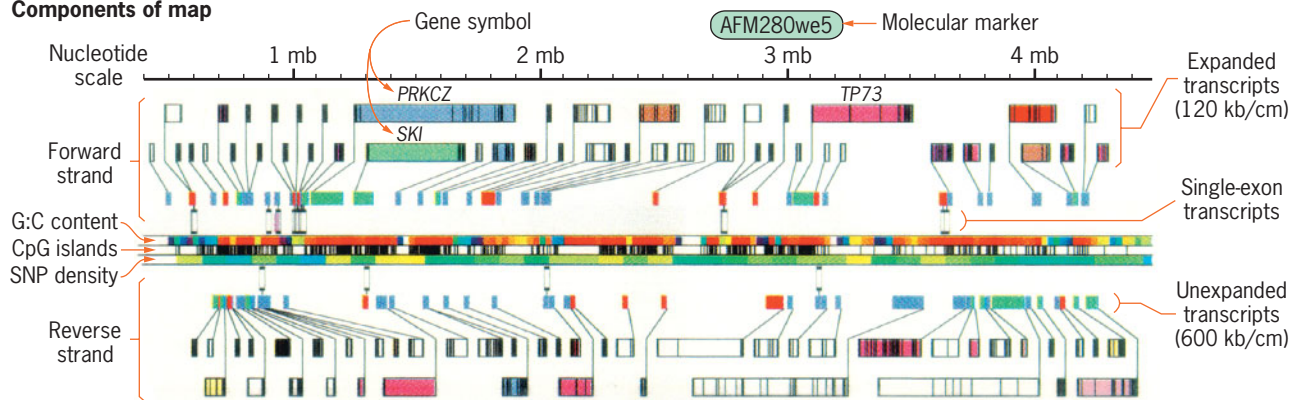 Components of map
Gene symbol
AFM280we5
Molecular marker
Nucleotide
scale
1 mb
2 mb
3 mb
4 mb
Expanded
transcripts
(120 kb/cm)
PRKCZ
TP73
SKI
Forward
strand
Single-exon
transcripts
G:C content
CpG islands
SNP density
Unexpanded
transcripts
(600 kb/cm)
Reverse
strand